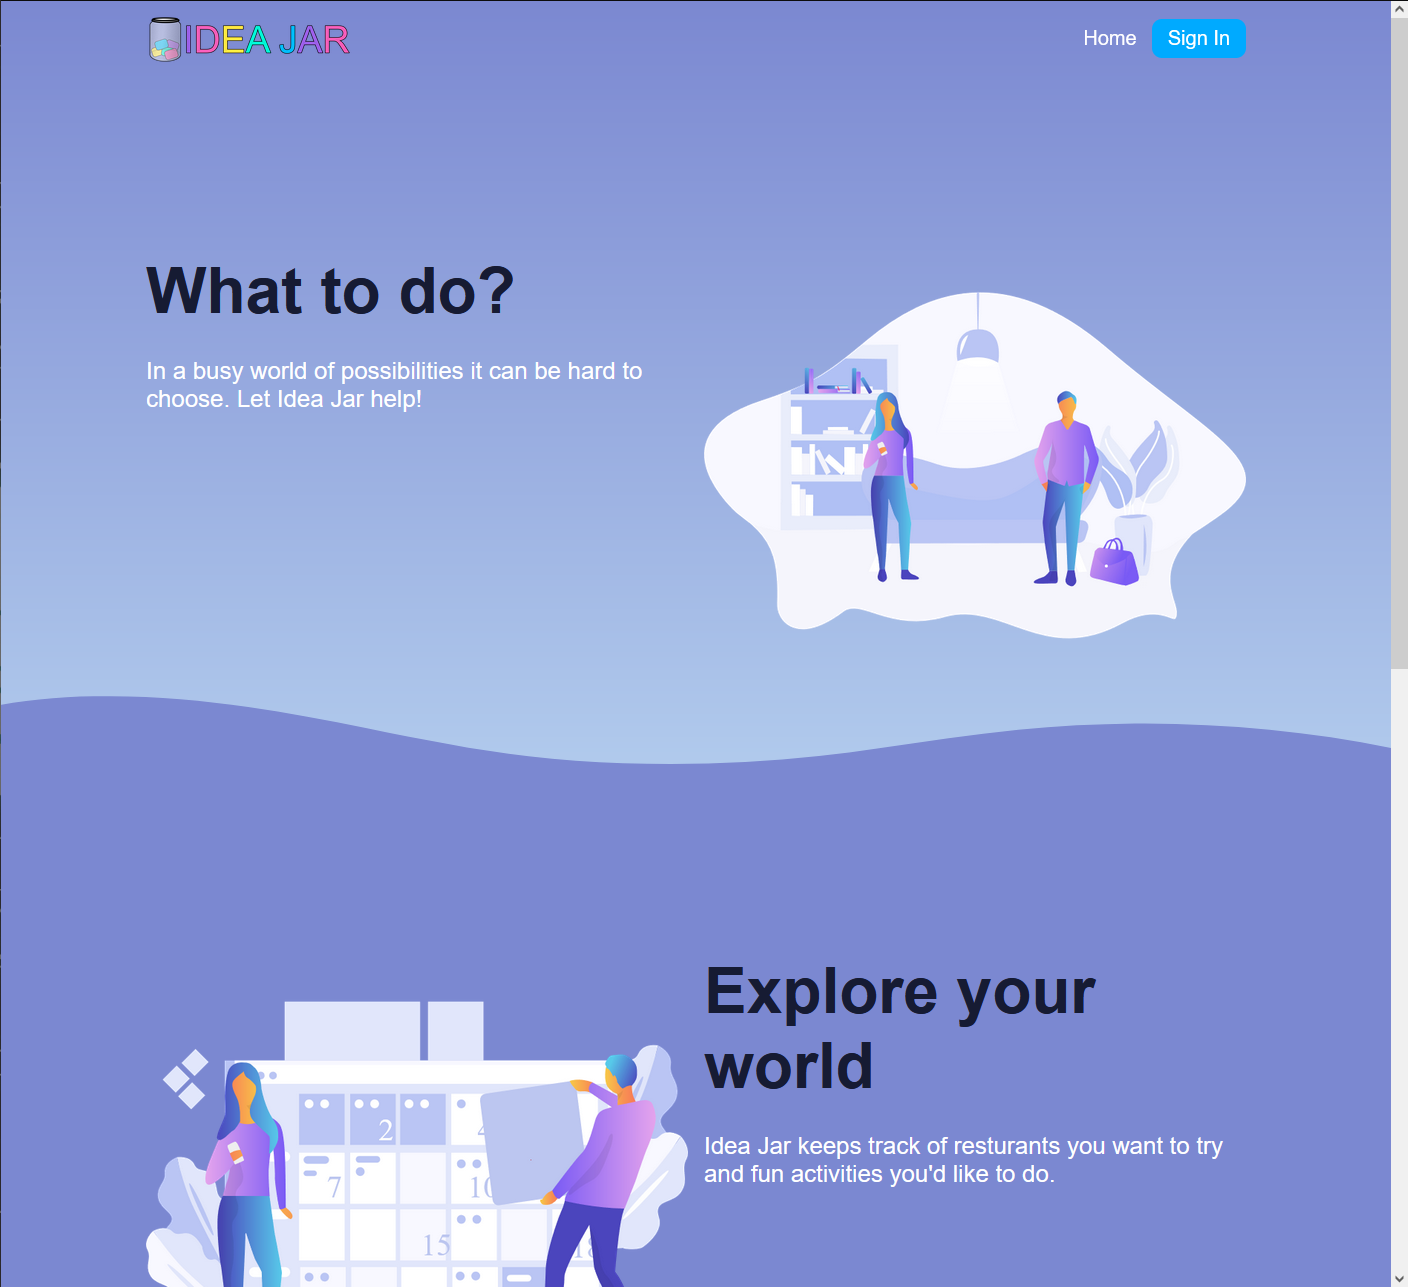 IDEA JAR
Home
Sign In
What to do?
In a busy world of possibilities it can be hard to
choose. Let Idea Jar help!
Explore your
world
Idea Jar keeps track of resturants you want to try
and fun activities you'd like to do.
2
7
10
15